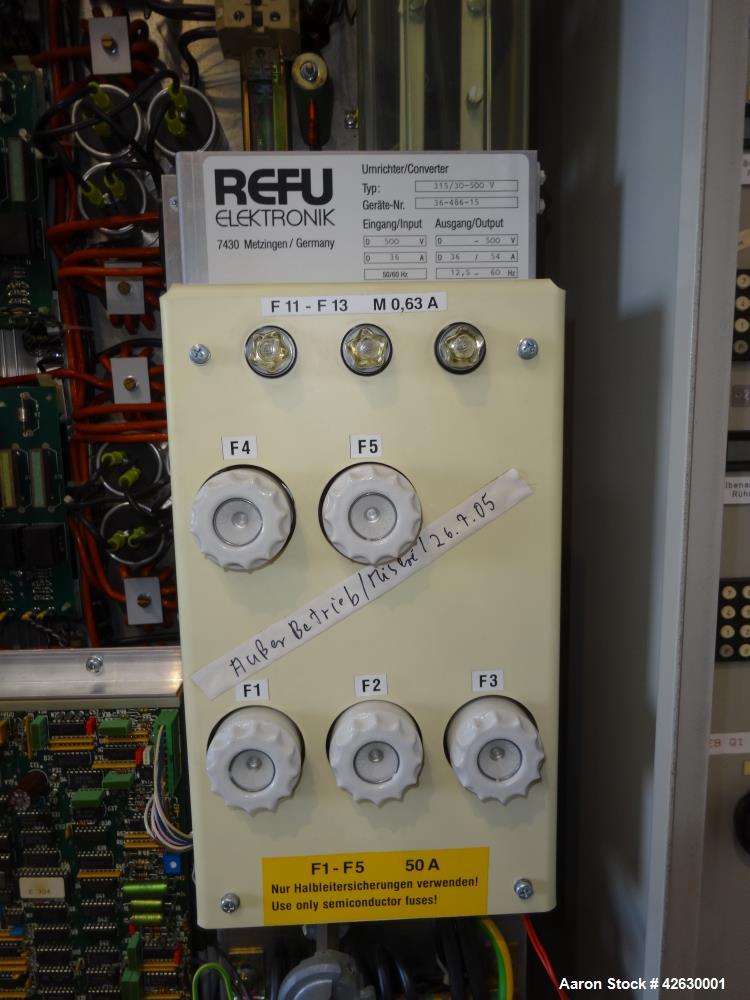 REFU
ELEKTRONIK
7430 Metzingen / Germany
Umrichter/Converter
Typ: 315/30-500 V
Geräte-Nr. 36-486-15
Eingang/Input Ausgang/Output
D 500 V D - 500 V
D 36 A D 36 / 54 A
50/60 Hz 12,5 - 60 Hz
F 11 - F 13 M 0,63 A
F4 F5
Außer Betrieb / 26.7.05
F1 F2 F3
F1 - F5 50 A
Nur Halbleitersicherungen verwenden!
Use only semiconductor fuses!
Q1
Aaron Stock # 42630001